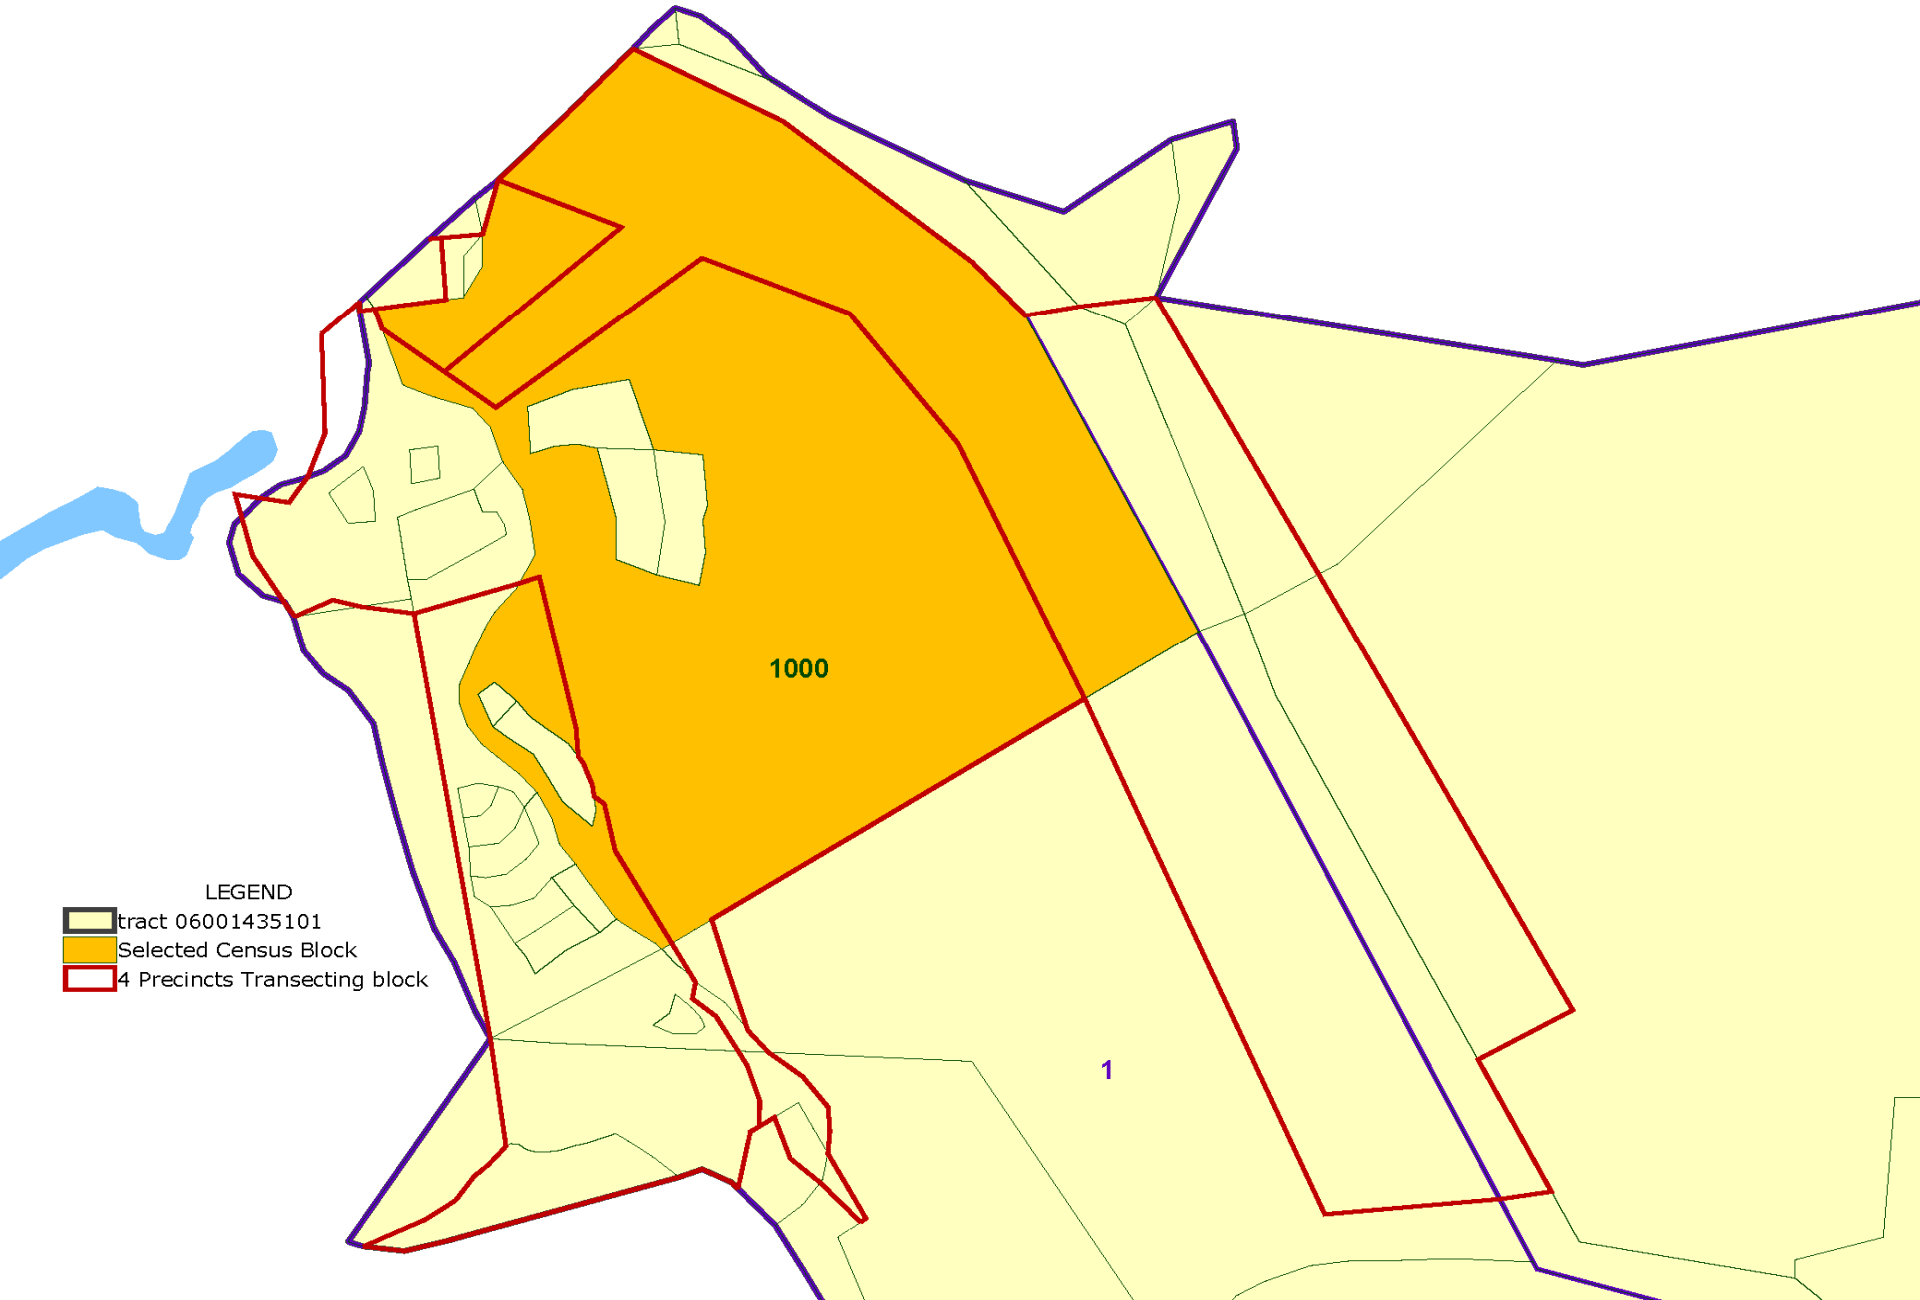 1000
LEGEND
tract 06001435101
Selected Census Block
4 Precincts Transecting block
1